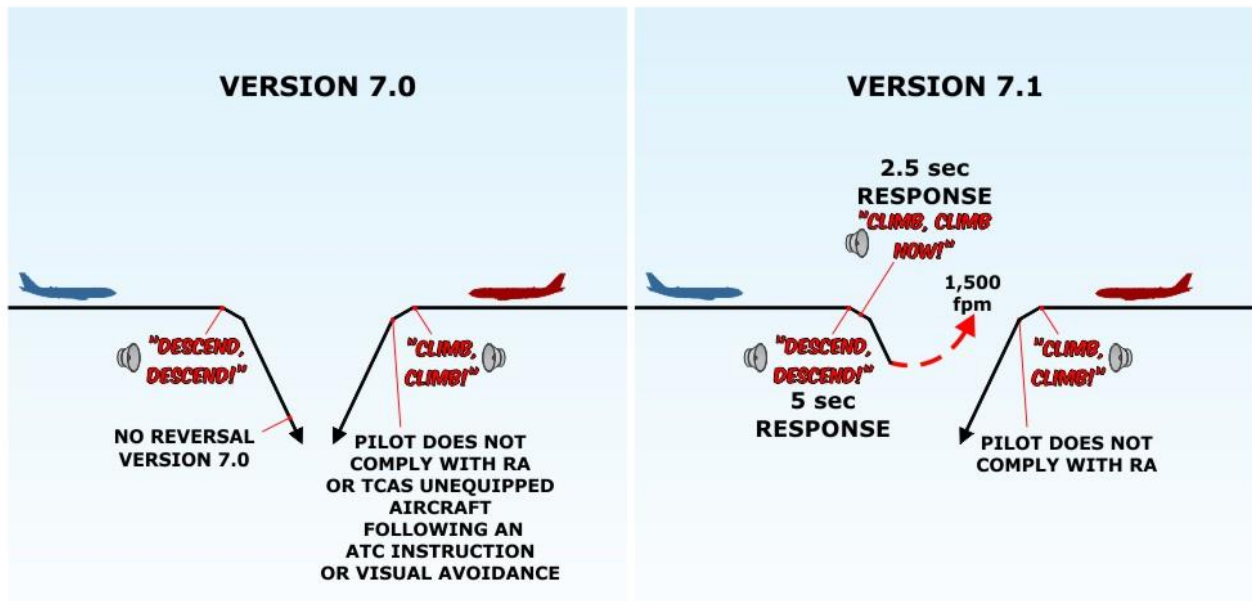 VERSION 7.0
"DESCEND,
DESCEND!"
"CLIMB,
CLIMB!"
NO REVERSAL
VERSION 7.0
PILOT DOES NOT
COMPLY WITH RA
OR TCAS UNEQUIPPED
AIRCRAFT
FOLLOWING AN
ATC INSTRUCTION
OR VISUAL AVOIDANCE
VERSION 7.1
2.5 sec
RESPONSE
"CLIMB, CLIMB
NOW!"
1,500
fpm
"DESCEND,
DESCEND!"
5 sec
RESPONSE
"CLIMB,
CLIMB!"
PILOT DOES NOT
COMPLY WITH RA